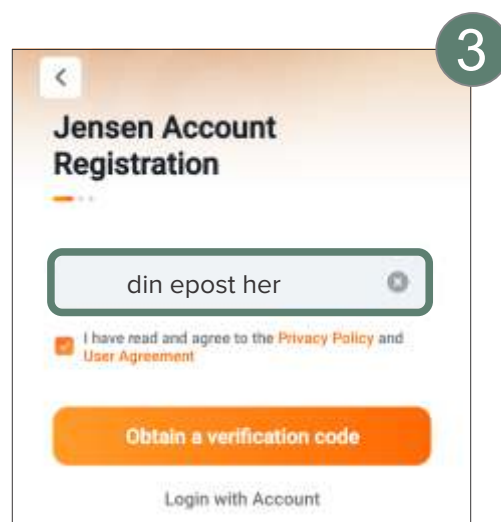 3
Jensen Account
Registration
din epost her
I have read and agree to the Privacy Policy and
User Agreement
Obtain a verification code
Login with Account